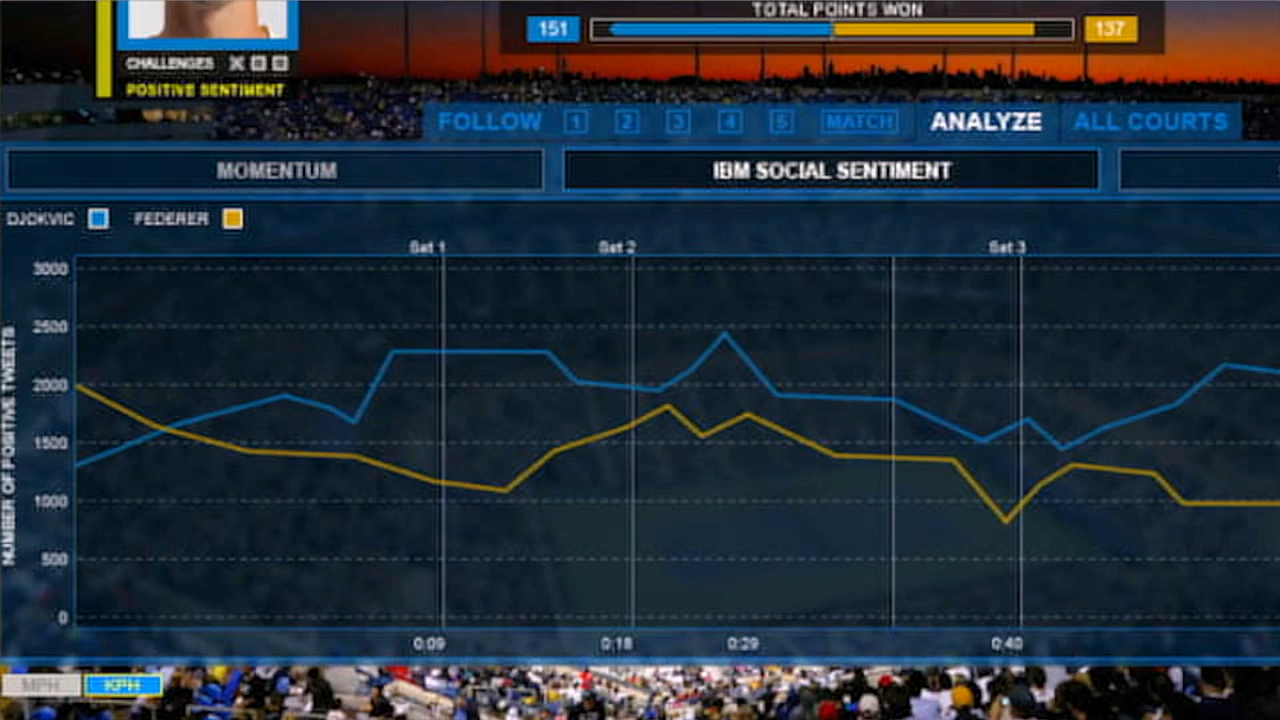 TOTAL POINTS WON
151 137
CHALLENGES
POSITIVE SENTIMENT
FOLLOW 1 2 3 4 5 MATCH ANALYZE ALL COURTS
MOMENTUM IBM SOCIAL SENTIMENT
DJOKVIC FEDERER
Set 1 Set 2 Set 3
3000
2500
2000
1500
1000
500
0
NUMBER OF POSITIVE TWEETS
0:09 0:18 0:29 0:40
MPH KPH